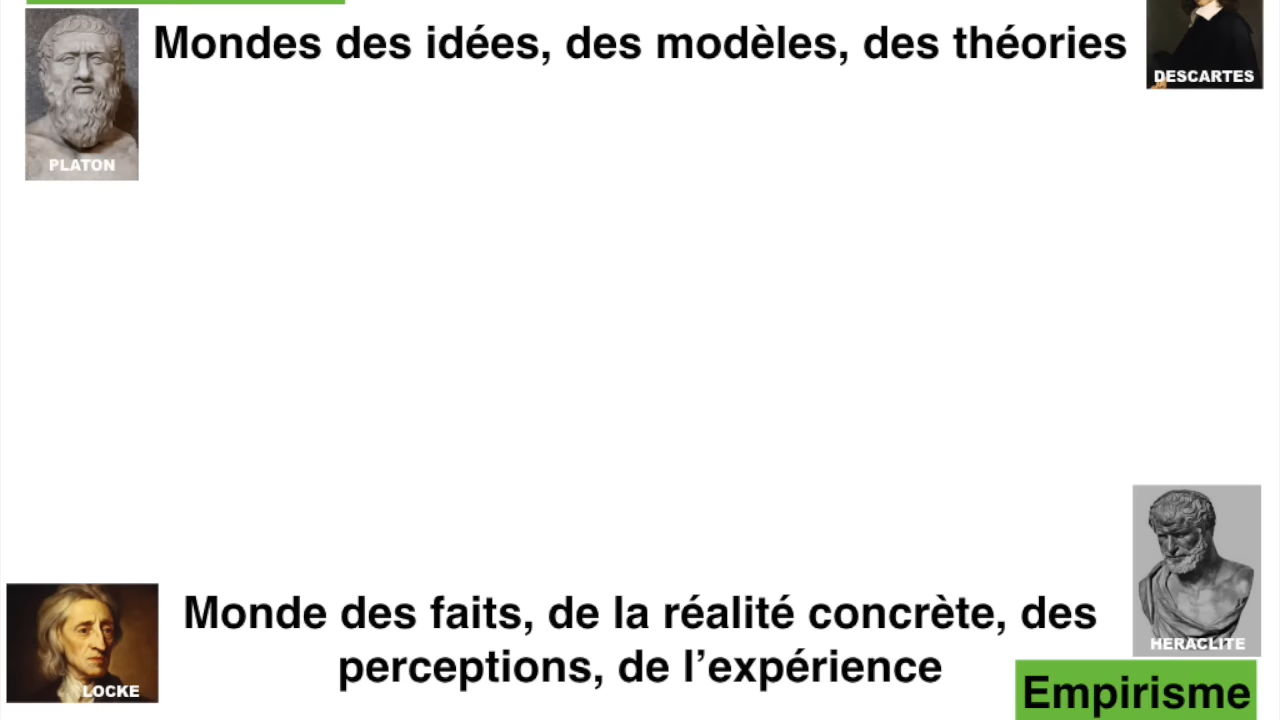 Mondes des idées, des modèles, des théories
DESCARTES
PLATON
HERACLITE
Monde des faits, de la réalité concrète, des
perceptions, de l’expérience
LOCKE
Empirisme